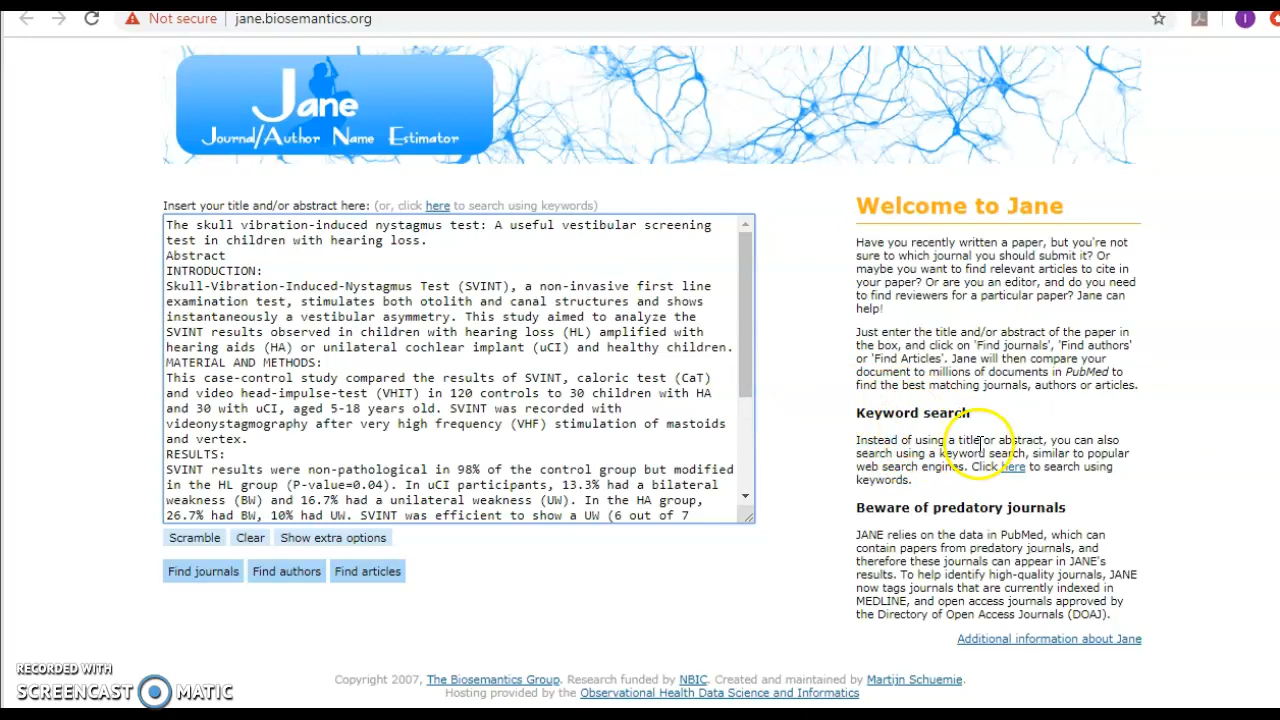 Not secure jane.biosemantics.org
Jane
Journal/Author Name Estimator
Insert your title and/or abstract here: (or, click here to search using keywords)
The skull vibration-induced nystagmus test: A useful vestibular screening
test in children with hearing loss.
Abstract
INTRODUCTION:
Skull-Vibration-Induced-Nystagmus Test (SVINT), a non-invasive first line
examination test, stimulates both otolith and canal structures and shows
instantaneously a vestibular asymmetry. This study aimed to analyze the
SVINT results observed in children with hearing loss (HL) amplified with
hearing aids (HA) or unilateral cochlear implant (uCI) and healthy children.
MATERIAL AND METHODS:
This case-control study compared the results of SVINT, caloric test (CaT)
and video head-impulse-test (VHIT) in 120 controls to 30 children with HA
and 30 with uCI, aged 5-18 years old. SVINT was recorded with
videonystagmography after very high frequency (VHF) stimulation of mastoids
and vertex.
RESULTS:
SVINT results were non-pathological in 98% of the control group but modified
in the HL group (P-value=0.04). In uCI participants, 13.3% had a bilateral
weakness (BW) and 16.7% had a unilateral weakness (UW). In the HA group,
26.7% had BW, 10% had UW. SVINT was efficient to show a UW (6 out of 7
Scramble Clear Show extra options
Find journals Find authors Find articles
Welcome to Jane
Have you recently written a paper, but you're not
sure to which journal you should submit it? Or
maybe you want to find relevant articles to cite in
your paper? Or are you an editor, and do you need
to find reviewers for a particular paper? Jane can
help!
Just enter the title and/or abstract of the paper in
the box, and click on 'Find journals', 'Find authors'
or 'Find Articles'. Jane will then compare your
document to millions of documents in PubMed to
find the best matching journals, authors or articles.
Keyword search
Instead of using a title or abstract, you can also
search using a keyword search, similar to popular
web search engines. Click here to search using
keywords.
Beware of predatory journals
JANE relies on the data in PubMed, which can
contain papers from predatory journals, and
therefore these journals can appear in JANE's
results. To help identify high-quality journals, JANE
now tags journals that are currently indexed in
MEDLINE, and open access journals approved by
the Directory of Open Access Journals (DOAJ).
Additional information about Jane
Copyright 2007, The Biosemantics Group. Research funded by NBIC. Created and maintained by Martijn Schuemie.
Hosting provided by the Observational Health Data Science and Informatics
RECORDED WITH
SCREENCAST MATIC